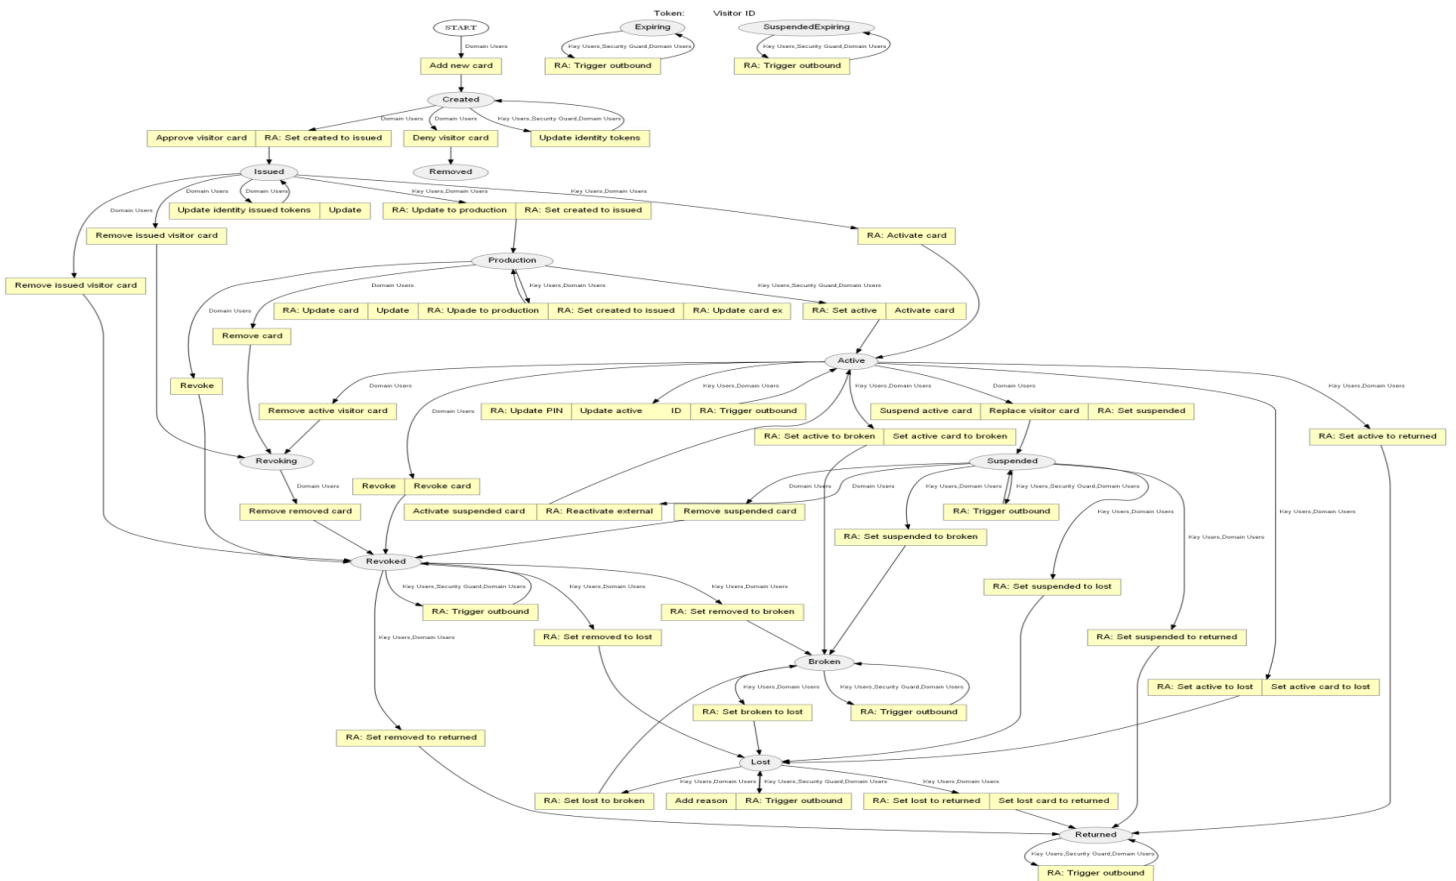 Token: Visitor ID
START
Expiring
SuspendedExpiring
Domain Users
Key Users,Security Guard,Domain Users
Key Users,Security Guard,Domain Users
Add new card
RA: Trigger outbound
RA: Trigger outbound
Created
Domain Users
Domain Users
Key Users,Security Guard,Domain Users
Approve visitor card
RA: Set created to issued
Deny visitor card
Update identity tokens
Issued
Removed
Domain Users
Domain Users
Key Users,Domain Users
Key Users,Domain Users
Domain Users
Update identity issued tokens
Update
RA: Update to production
RA: Set created to issued
Remove issued visitor card
RA: Activate card
Production
Remove issued visitor card
Domain Users
Key Users,Domain Users
Key Users,Security Guard,Domain Users
Domain Users
RA: Update card
Update
RA: Upade to production
RA: Set created to issued
RA: Update card ex
RA: Set active
Activate card
Remove card
Active
Revoke
Domain Users
Key Users,Domain Users
Key Users,Domain Users
Domain Users
Key Users,Domain Users
Remove active visitor card
Domain Users
RA: Update PIN
Update active ID
RA: Trigger outbound
Suspend active card
Replace visitor card
RA: Set suspended
RA: Set active to broken
Set active card to broken
RA: Set active to returned
Revoking
Suspended
Domain Users
Revoke
Revoke card
Domain Users
Domain Users
Key Users,Domain Users
Key Users,Security Guard,Domain Users
Remove removed card
Activate suspended card
RA: Reactivate external
Remove suspended card
RA: Trigger outbound
Key Users,Domain Users
Key Users,Domain Users
RA: Set suspended to broken
Key Users,Domain Users
Revoked
Key Users,Security Guard,Domain Users
Key Users,Domain Users
Key Users,Domain Users
RA: Set suspended to lost
RA: Trigger outbound
RA: Set removed to broken
Key Users,Domain Users
RA: Set removed to lost
RA: Set suspended to returned
Broken
Key Users,Domain Users
Key Users,Security Guard,Domain Users
RA: Set active to lost
Set active card to lost
RA: Set broken to lost
RA: Trigger outbound
RA: Set removed to returned
Lost
Key Users,Domain Users
Key Users,Security Guard,Domain Users
Key Users,Domain Users
RA: Set lost to broken
Add reason
RA: Trigger outbound
RA: Set lost to returned
Set lost card to returned
Returned
Key Users,Security Guard,Domain Users
RA: Trigger outbound